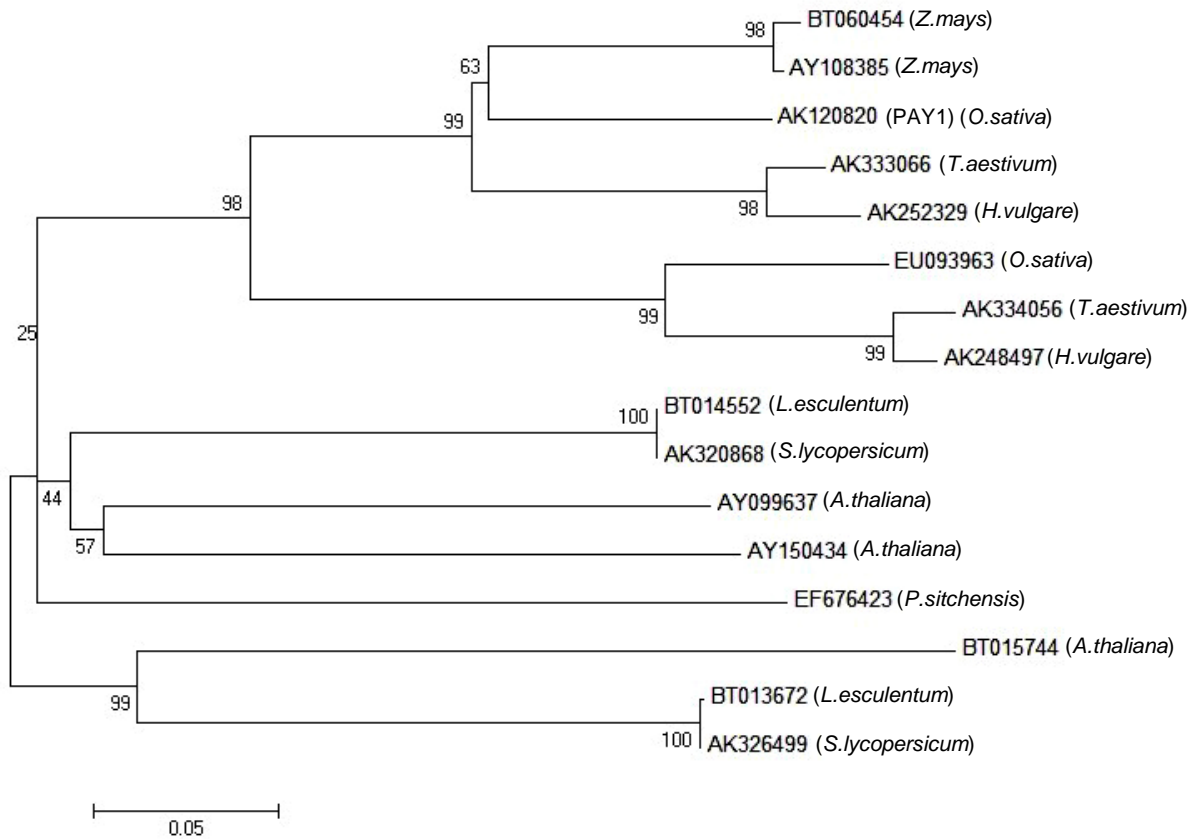 BT060454 (Z.mays)
98
AY108385 (Z.mays)
63
AK120820 (PAY1) (O.sativa)
99
AK333066 (T.aestivum)
98
AK252329 (H.vulgare)
98
EU093963 (O.sativa)
99
AK334056 (T.aestivum)
99
AK248497 (H.vulgare)
25
BT014552 (L.esculentum)
100
AK320868 (S.lycopersicum)
44
AY099637 (A.thaliana)
57
AY150434 (A.thaliana)
EF676423 (P.sitchensis)
BT015744 (A.thaliana)
99
BT013672 (L.esculentum)
100
AK326499 (S.lycopersicum)
0.05